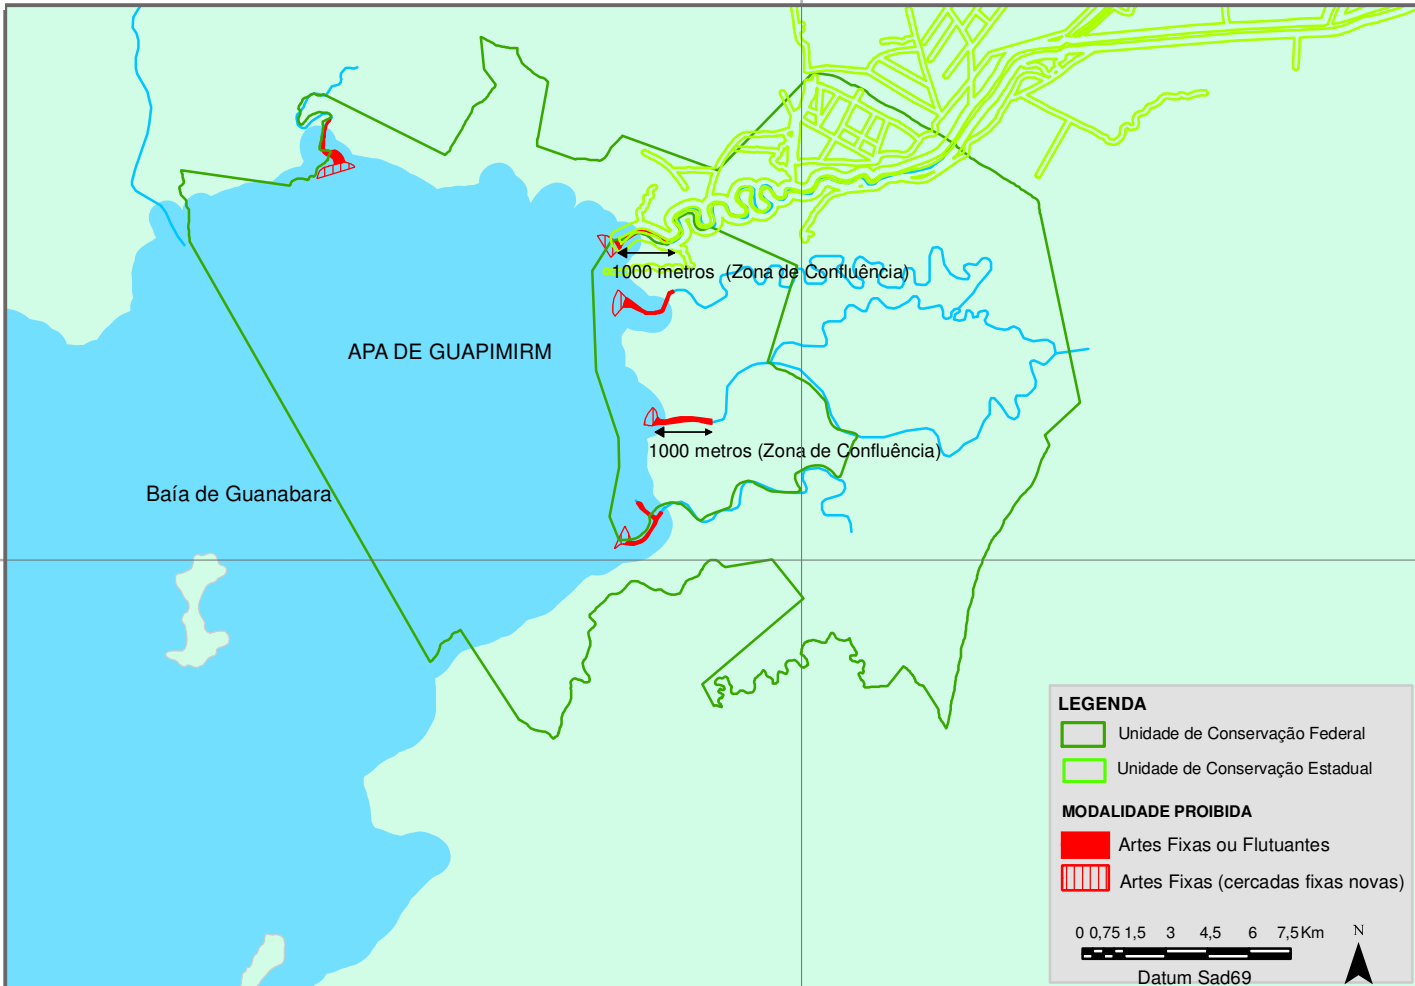 1000 metros (Zona de Confluência)
APA DE GUAPIMIRM
1000 metros (Zona de Confluência)
Baía de Guanabara
LEGENDA
Unidade de Conservação Federal
Unidade de Conservação Estadual
MODALIDADE PROIBIDA
Artes Fixas ou Flutuantes
Artes Fixas (cercadas fixas novas)
0 0,75 1,5 3 4,5 6 7,5 Km
N
Datum Sad69